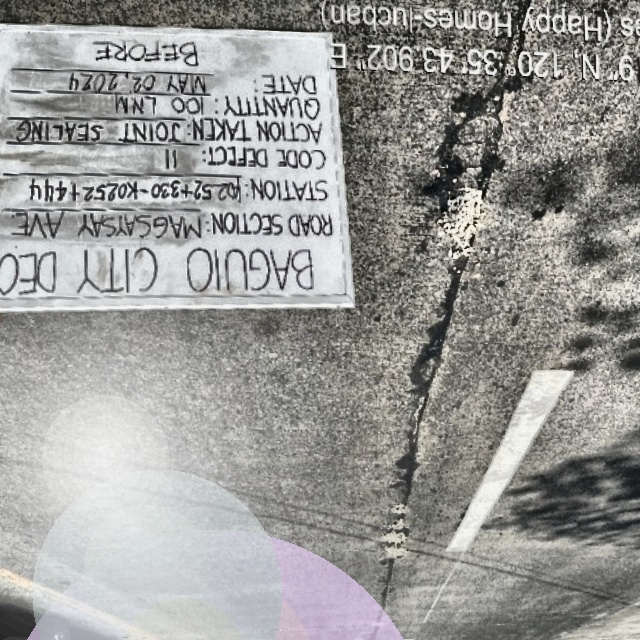 BAGUIO CITY DEO
ROAD SECTION: MAGSAYSAY AVE
STATION: K0252+330-K0252+444
CODE DEFECT: 11
ACTION TAKEN: JOINT SEALING
QUANTITY: 100 LNM
DATE: MAY 02, 2024
BEFORE
9" N, 120° 35' 43.902" E
(Happy Homes-lucban)